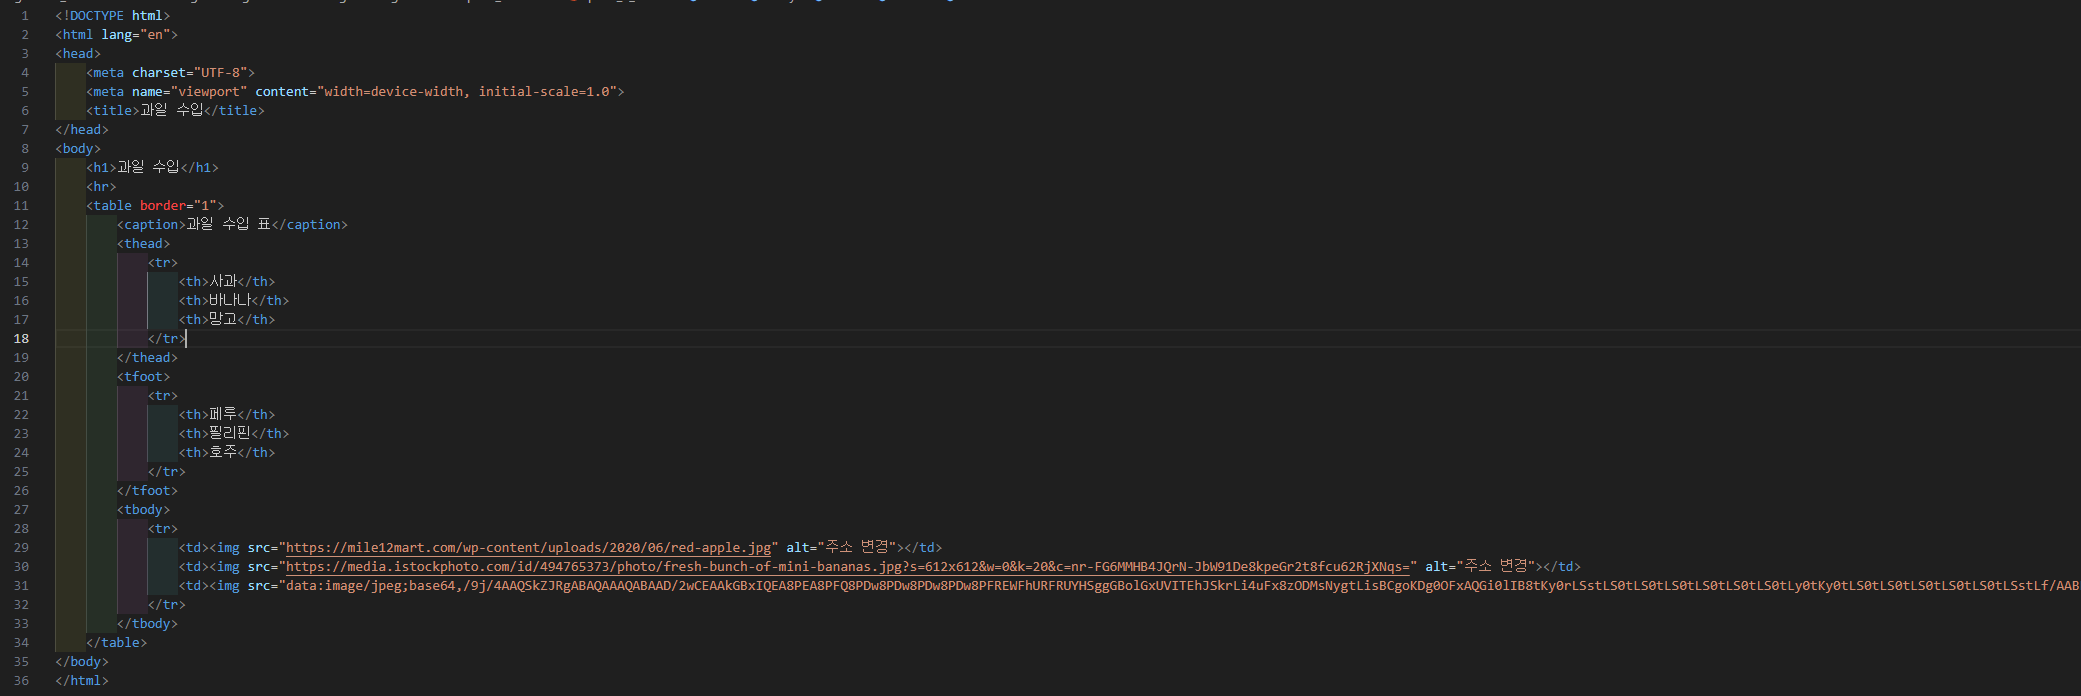 1 <!DOCTYPE html>
2 <html lang="en">
3 <head>
4 <meta charset="UTF-8">
5 <meta name="viewport" content="width=device-width, initial-scale=1.0">
6 <title>과일 수입</title>
7 </head>
8 <body>
9 <h1>과일 수입</h1>
10 <hr>
11 <table border="1">
12 <caption>과일 수입 표</caption>
13 <thead>
14 <tr>
15 <th>사과</th>
16 <th>바나나</th>
17 <th>망고</th>
18 </tr>
19 </thead>
20 <tfoot>
21 <tr>
22 <th>페루</th>
23 <th>필리핀</th>
24 <th>호주</th>
25 </tr>
26 </tfoot>
27 <tbody>
28 <tr>
29 <td><img src="https://mile12mart.com/wp-content/uploads/2020/06/red-apple.jpg" alt="주소 변경"></td>
30 <td><img src="https://media.istockphoto.com/id/494765373/photo/fresh-bunch-of-mini-bananas.jpg?s=612x612&w=0&k=20&c=nr-FG6MMHB4JQrN-JbW91De8kpeGr2t8fcu62RjXNqs=" alt="주소 변경"></td>
31 <td><img src="data:image/jpeg;base64,/9j/4AAQSkZJRgABAQAAAQABAAD/2wCEAAkGBxIQEA8PEA8PFQ8PDw8PDw8PDw8PDw8PFREWFhURFRUYHSggGBolGxUVITEhJSkrLi4uFx8zODMsNygtLisBCgoKDg0OFxAQGi0lIB8tKy0rLSstLS0tLS0tLS0tLS0tLS0tLS0tLy0tKy0tLS0tLS0tLS0tLS0tLSstLf/AAB
32 </tr>
33 </tbody>
34 </table>
35 </body>
36 </html>